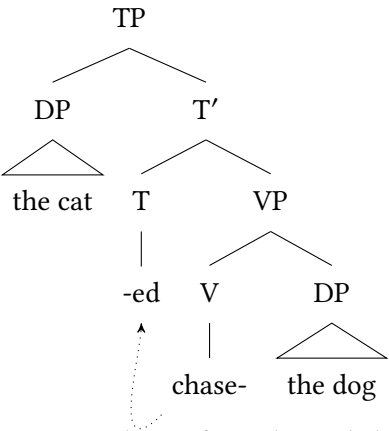 TP
DP T′
the cat T VP
-ed V DP
chase- the dog